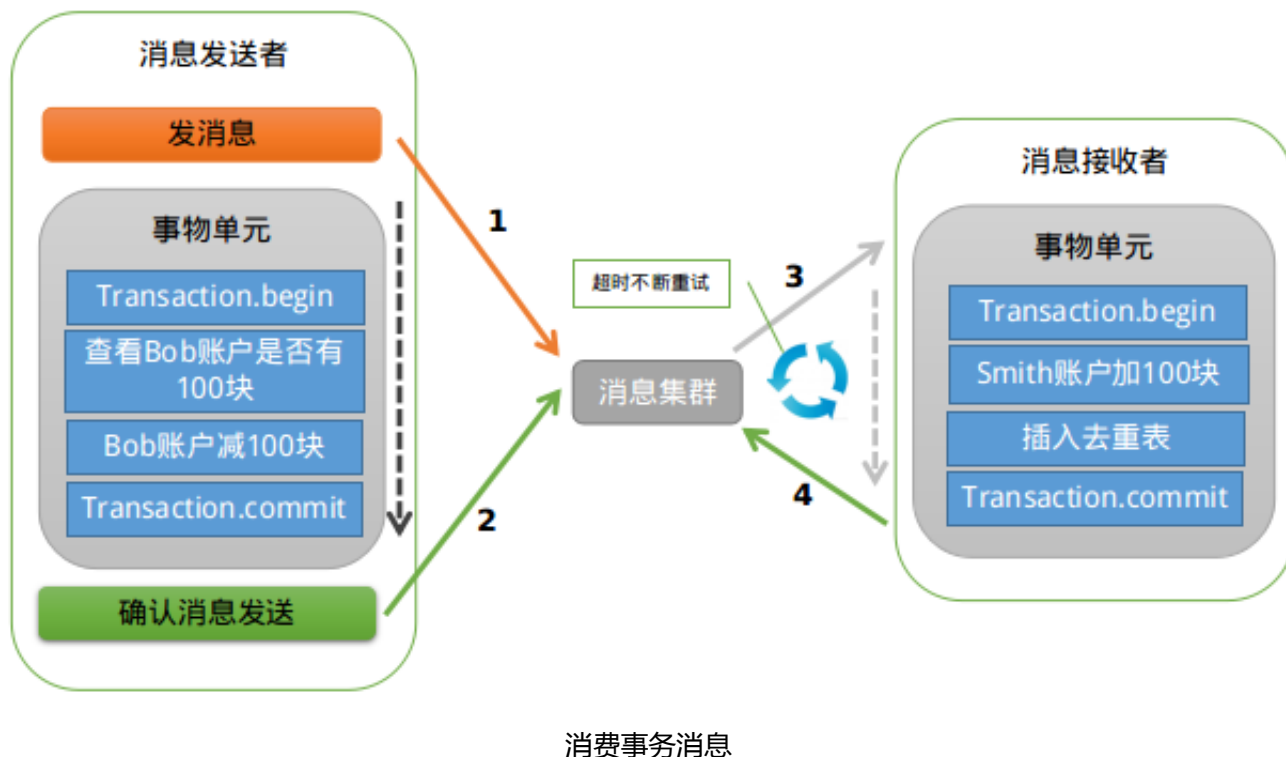 消息发送者
发消息
事物单元
Transaction.begin
查看Bob账户是否有
100块
Bob账户减100块
Transaction.commit
确认消息发送
1
2
超时不断重试
消息集群
3
4
消息接收者
事物单元
Transaction.begin
Smith账户加100块
插入去重表
Transaction.commit
消费事务消息